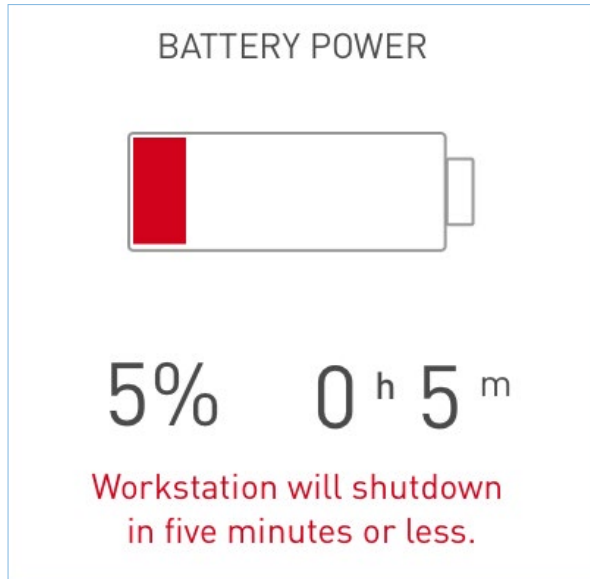 BATTERY POWER
5% 0 h 5 m
Workstation will shutdown
in five minutes or less.